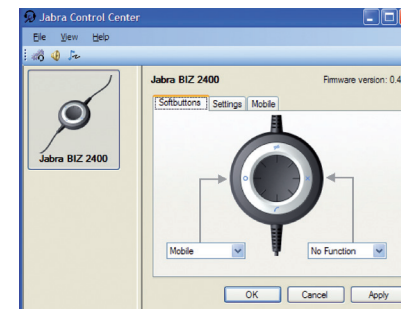 Jabra Control Center
File View Help
Jabra BIZ 2400
Firmware version: 0.4
Softbuttons Settings Mobile
Jabra BIZ 2400
Mobile
No Function
OK Cancel Apply